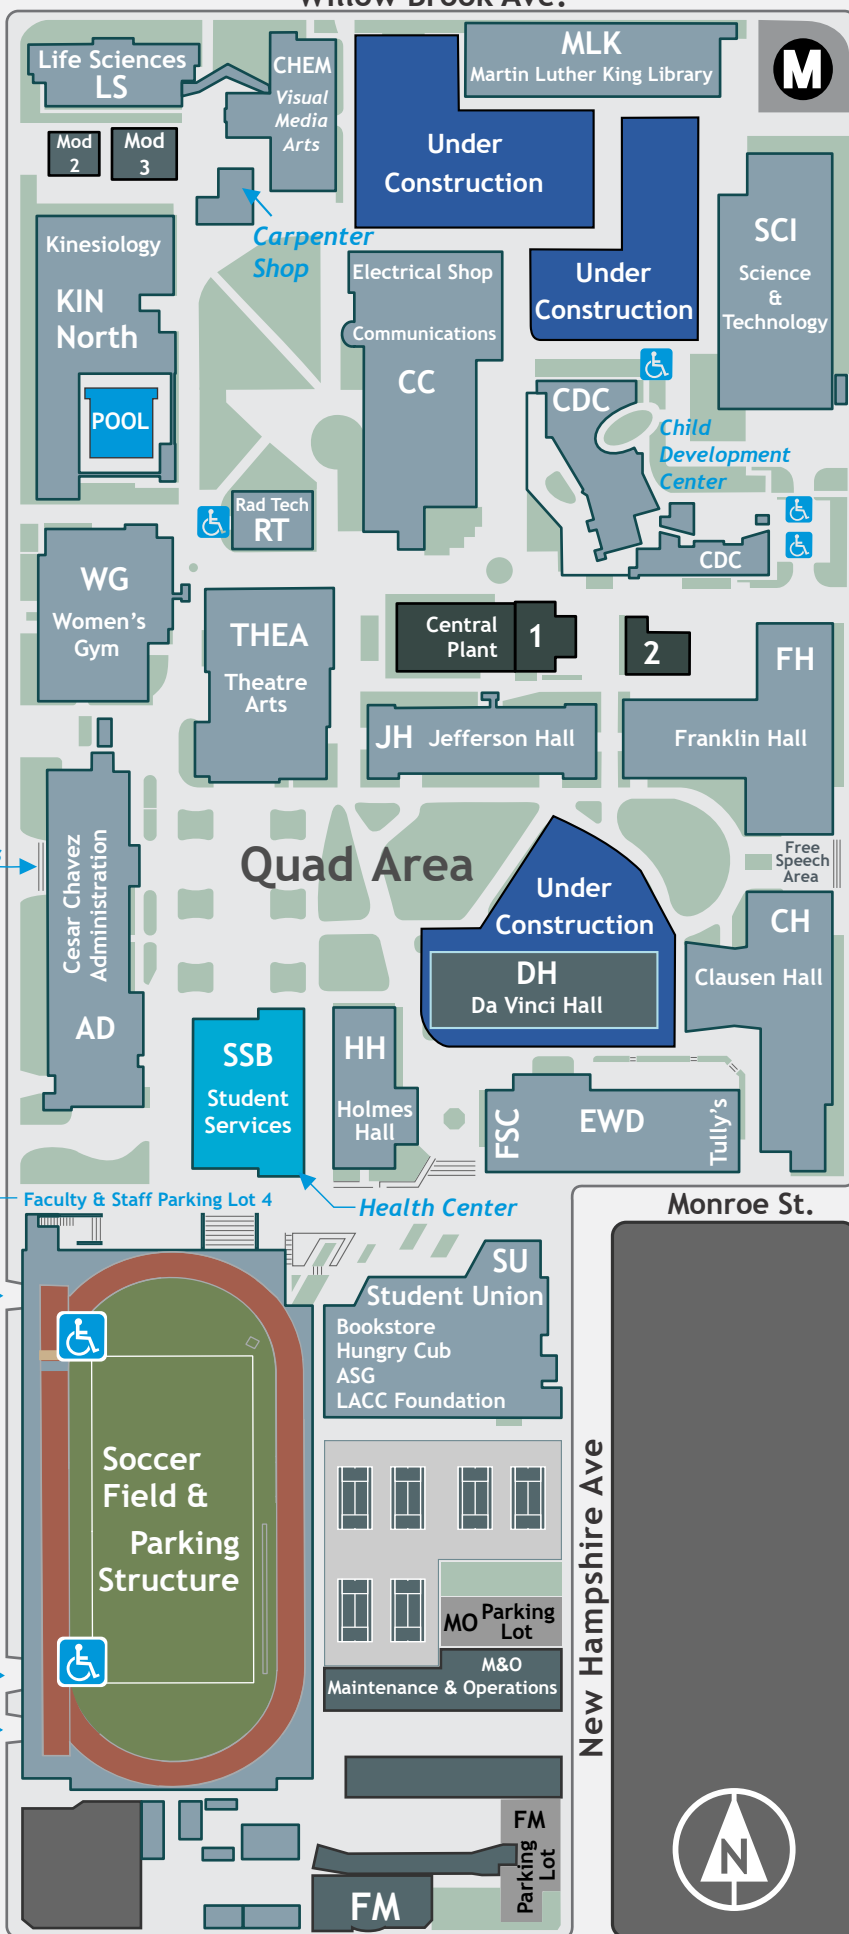 Willow Brook Ave.
Life Sciences
LS
CHEM
Visual
Media
Arts
MLK
Martin Luther King Library
M
Mod
2
Mod
3
Under
Construction
Carpenter
Shop
Under
Construction
SCI
Science
&
Technology
Kinesiology
KIN
North
POOL
Electrical Shop
Communications
CC
CDC
Child
Development
Center
CDC
Rad Tech
RT
WG
Women's
Gym
THEA
Theatre
Arts
Central
Plant
1
2
FH
Franklin Hall
JH Jefferson Hall
Quad Area
Free
Speech
Area
Cesar Chavez
Administration
AD
Under
Construction
DH
Da Vinci Hall
CH
Clausen Hall
SSB
Student
Services
HH
Holmes
Hall
FSC
EWD
Tully's
Faculty & Staff Parking Lot 4
Health Center
Monroe St.
SU
Student Union
Bookstore
Hungry Cub
ASG
LACC Foundation
Soccer
Field &
Parking
Structure
New Hampshire Ave
MO Parking
Lot
M&O
Maintenance & Operations
FM
Parking
Lot
FM
N